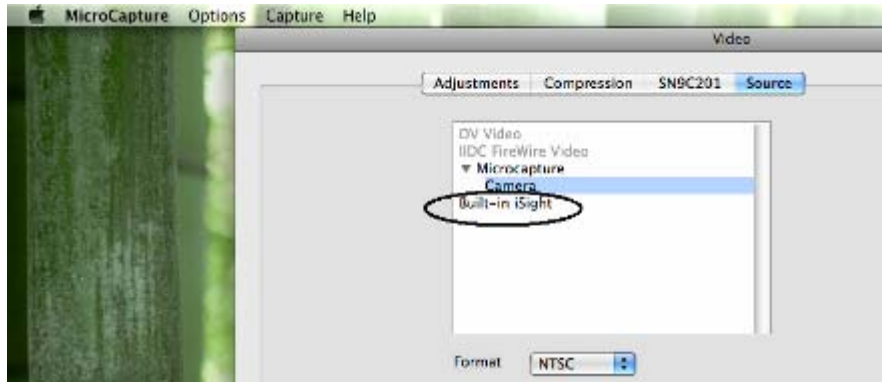 MicroCapture Options Capture Help
Video
Adjustments Compression SN9C201 Source
DV Video
IIDC FireWire Video
Microcapture
Camera
Built-in iSight
Format NTSC